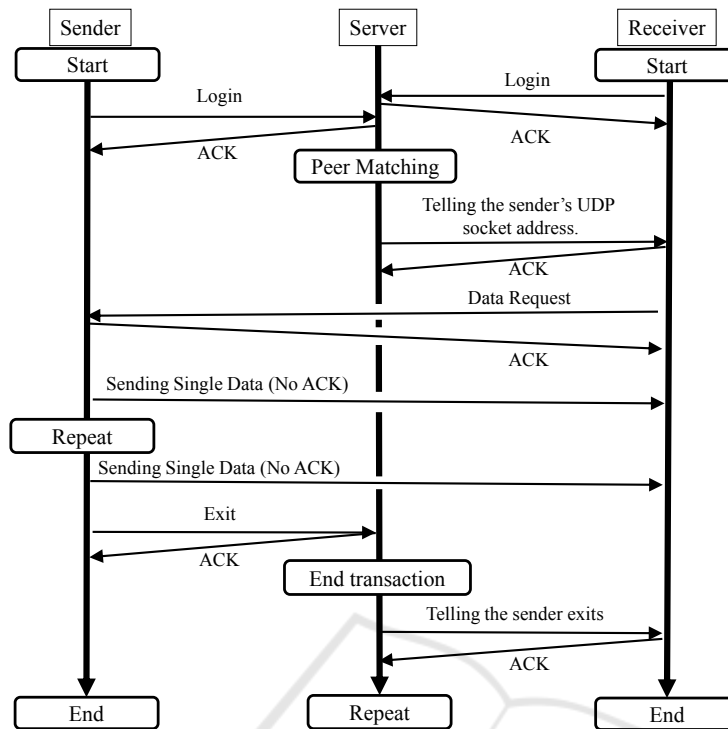 Sender
Server
Receiver
Start
Start
Login
Login
ACK
ACK
Peer Matching
Telling the sender’s UDP
socket address.
ACK
Data Request
ACK
Sending Single Data (No ACK)
Repeat
Sending Single Data (No ACK)
Exit
ACK
End transaction
Telling the sender exits
ACK
End
Repeat
End